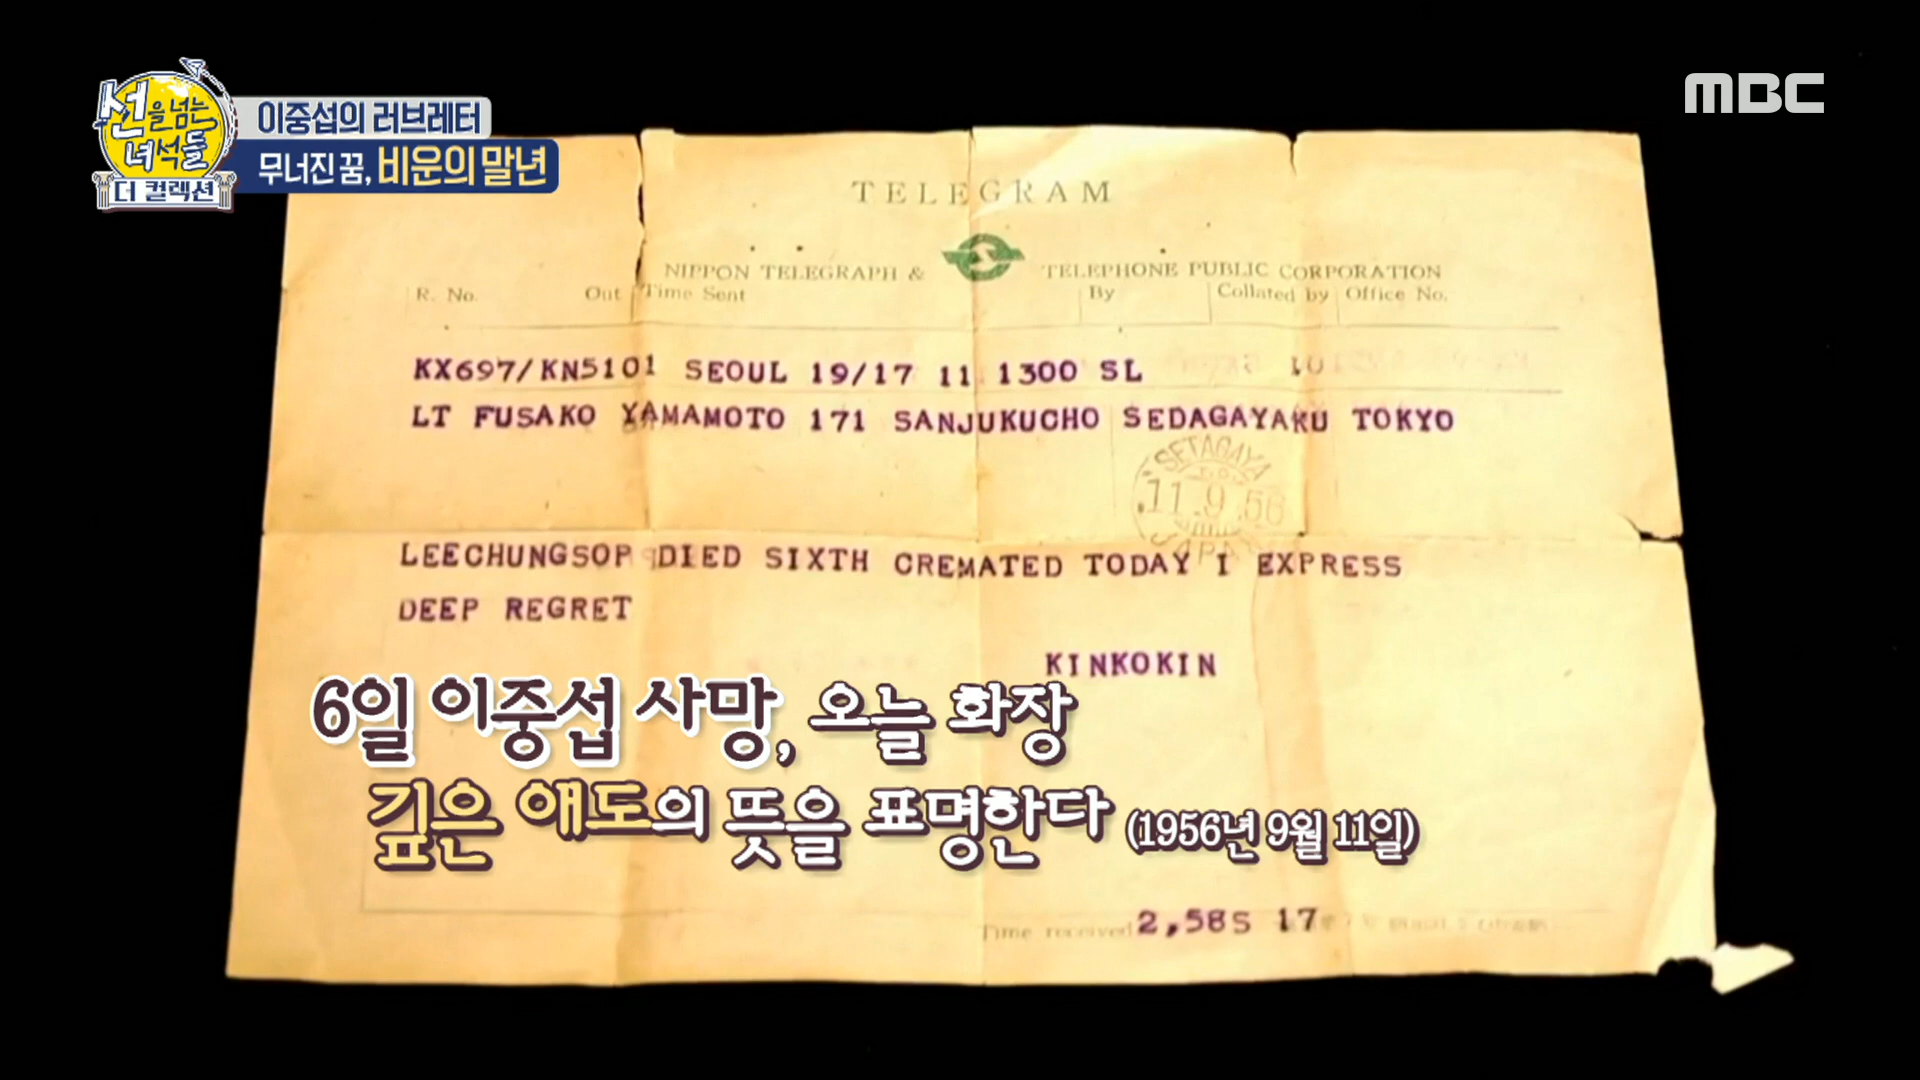 선을 넘는 녀석들
더 컬렉션
이중섭의 러브레터
무너진 꿈, 비운의 말년
MBC
TELEGRAM
NIPPON TELEGRAPH & TELEPHONE PUBLIC CORPORATION
R. No. Out Time Sent By Collated by Office No.
KX697/KN5101 SEOUL 19/17 11 1300 SL
LT FUSAKO YAMAMOTO 171 SANJUKUCHO SEDAGAYAKU TOKYO
SETAGAYA
11.9.56
JAPAN
LEECHUNGSOP DIED SIXTH CREMATED TODAY I EXPRESS
DEEP REGRET
KINKOKIN
6일 이중섭 사망, 오늘 화장
깊은 얘도의 뜻을 표명한다 (1956년 9월 11일)
Time received 2,58S 17